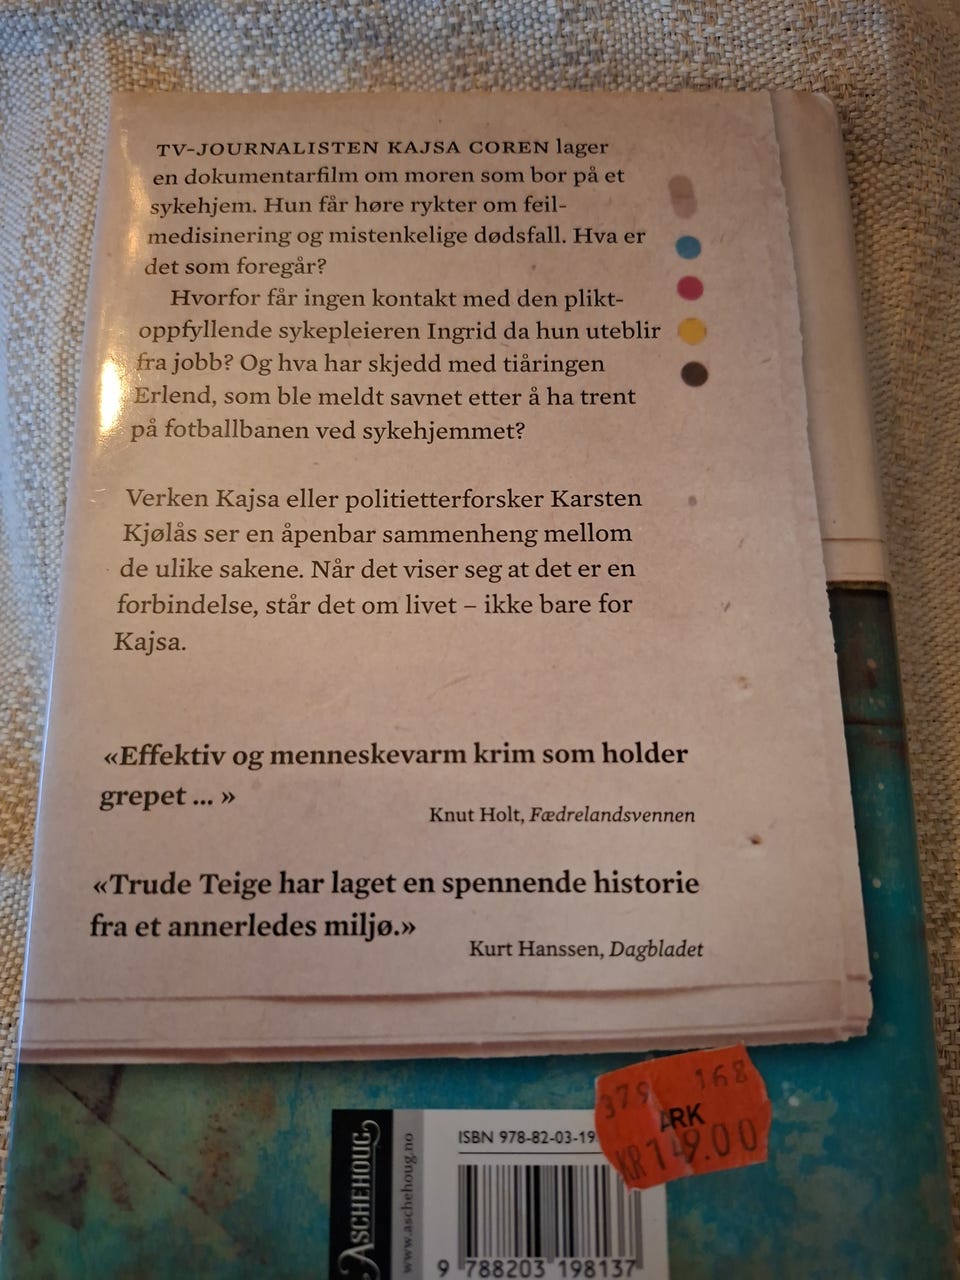 TV-JOURNALISTEN KAJSA COREN lager
en dokumentarfilm om moren som bor på et
sykehjem. Hun får høre rykter om feil-
medisinering og mistenkelige dødsfall. Hva er
det som foregår?
Hvorfor får ingen kontakt med den plikt-
oppfyllende sykepleieren Ingrid da hun uteblir
fra jobb? Og hva har skjedd med tiåringen
Erlend, som ble meldt savnet etter å ha trent
på fotballbanen ved sykehjemmet?
Verken Kajsa eller politietterforsker Karsten
Kjølås ser en åpenbar sammenheng mellom
de ulike sakene. Når det viser seg at det er en
forbindelse, står det om livet – ikke bare for
Kajsa.
«Effektiv og menneskevarm krim som holder
grepet ... »
Knut Holt, Fædrelandsvennen
«Trude Teige har laget en spennende historie
fra et annerledes miljø.»
Kurt Hanssen, Dagbladet
379 168
ARK
KR149.00
ASCHEHOUG
www.aschehoug.no
ISBN 978-82-03-19
9 788203 198137